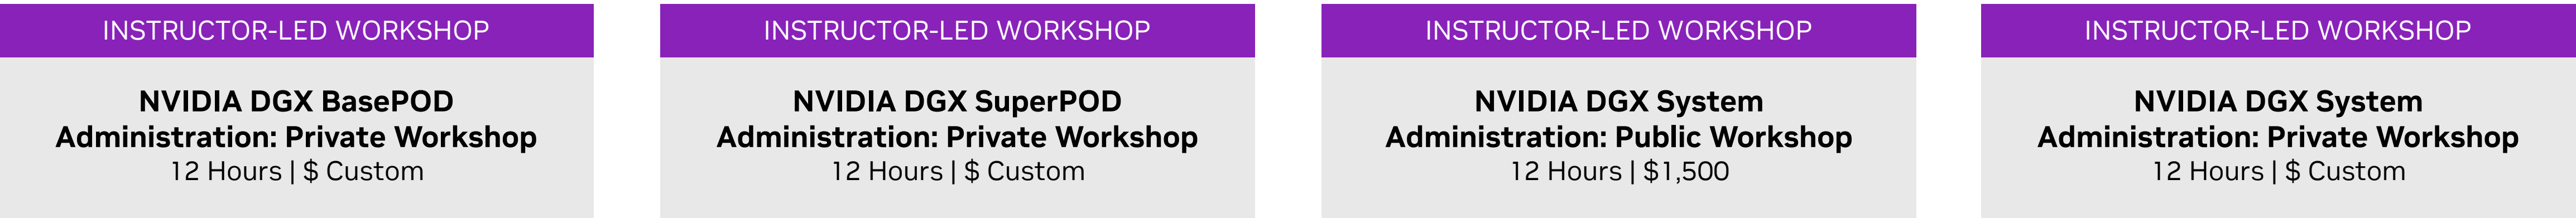 INSTRUCTOR-LED WORKSHOP
NVIDIA DGX BasePOD
Administration: Private Workshop
12 Hours | $ Custom
INSTRUCTOR-LED WORKSHOP
NVIDIA DGX SuperPOD
Administration: Private Workshop
12 Hours | $ Custom
INSTRUCTOR-LED WORKSHOP
NVIDIA DGX System
Administration: Public Workshop
12 Hours | $1,500
INSTRUCTOR-LED WORKSHOP
NVIDIA DGX System
Administration: Private Workshop
12 Hours | $ Custom